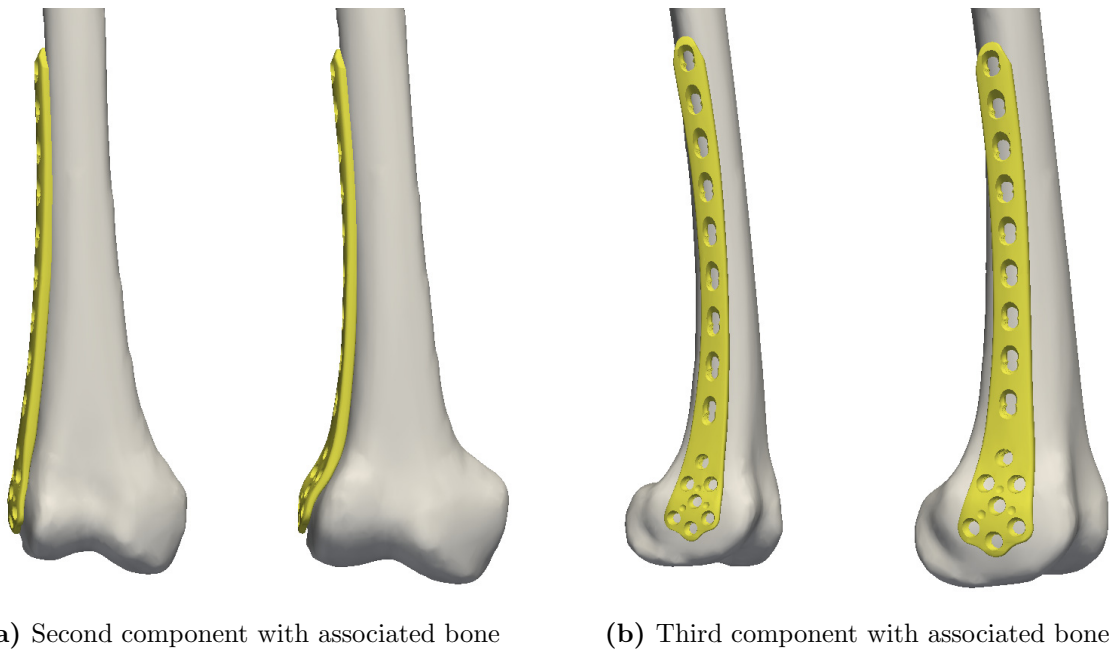 a) Second component with associated bone
(b) Third component with associated bone